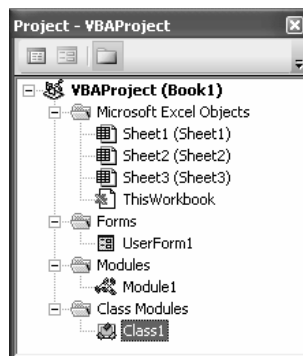 Project - VBAProject
VBAProject (Book1)
Microsoft Excel Objects
Sheet1 (Sheet1)
Sheet2 (Sheet2)
Sheet3 (Sheet3)
ThisWorkbook
Forms
UserForm1
Modules
Module1
Class Modules
Class1